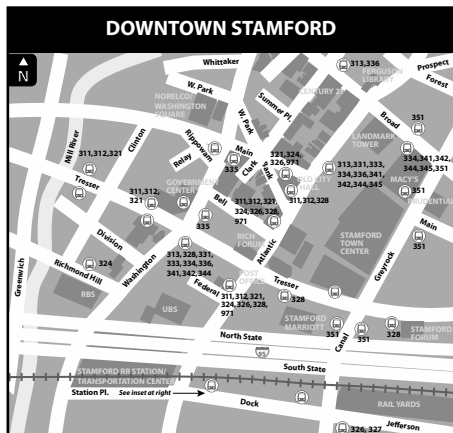 DOWNTOWN STAMFORD
N
Whittaker
313,336
Prospect
FERGUSON
LIBRARY
Forest
W. Park
NORELCO/
WASHINGTON
SQUARE
Summer Pl.
CENTURY 21
W. Park
Broad
351
LANDMARK
TOWER
Mill River
Clinton
Rippowan
Relay
Main
Clark
Bank
321,324,
326,971
335
311,312,321
Tresser
GOVERNMENT
CENTER
OLD CITY
HALL
313,331,333,
334,336,341,
342,344,345
334,341,342,
344,345,351
MACY'S
351
PRUDENTIAL
311,312,
321
Bell
311,312,321,
324,326,328,
971
311,312,328
335
RICH FORUM
Atlantic
STAMFORD
TOWN
CENTER
Main
351
Greyrock
Division
Washington
313,328,331,
333,334,336,
341,342,344
324
Richmond Hill
RBS
Greenwich
POST
OFFICE
Federal
311,312,321,
324,326,328,
971
Tresser
328
UBS
STAMFORD
MARRIOTT
351
351
328
STAMFORD
FORUM
Canal
North State
95
South State
STAMFORD RR STATION/
TRANSPORTATION CENTER
Station Pl.
See inset at right
Dock
RAIL YARDS
Jefferson
326, 327